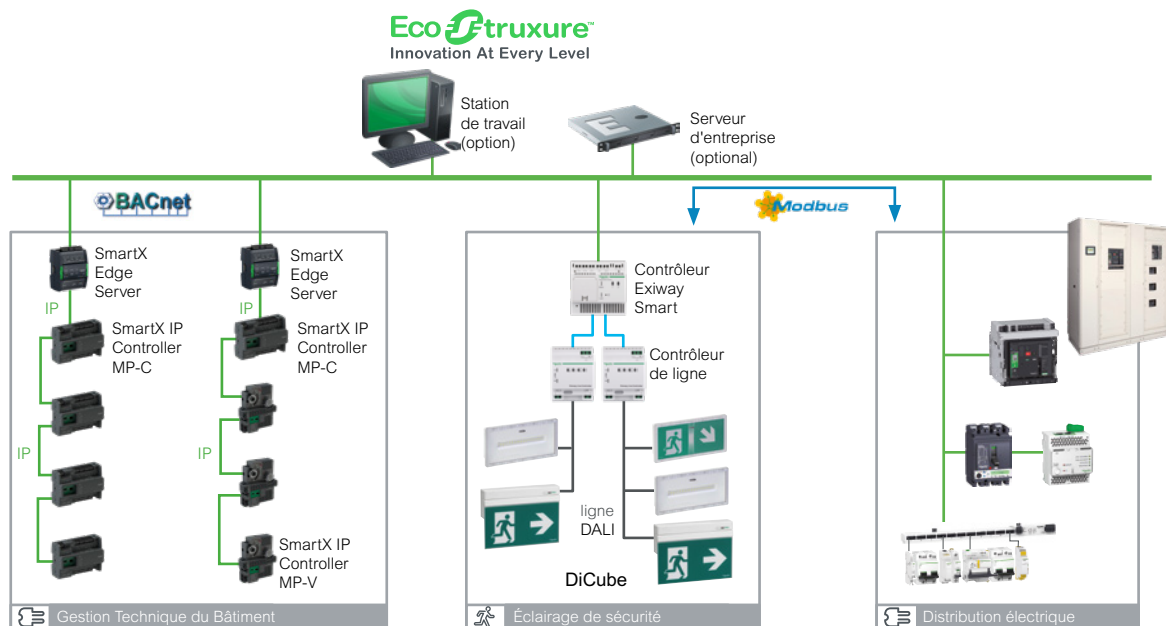 EcoStruxure™
Innovation At Every Level
Station
de travail
(option)
Serveur
d'entreprise
(optional)
BACnet
Modbus
SmartX
Edge
Server
IP
SmartX IP
Controller
MP-C
IP
SmartX
Edge
Server
IP
SmartX IP
Controller
MP-C
IP
SmartX IP
Controller
MP-V
Gestion Technique du Bâtiment
Contrôleur
Exiway
Smart
Contrôleur
de ligne
ligne
DALI
DiCube
Éclairage de sécurité
Distribution électrique